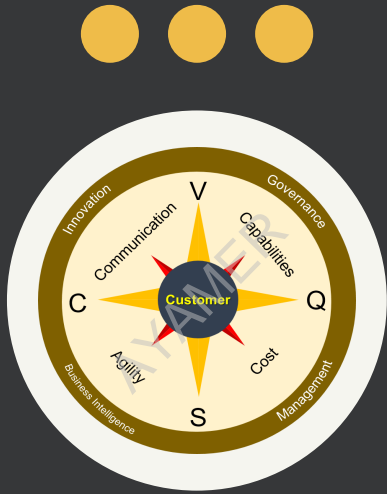 Innovation
Governance
V
Communication
Capabilities
C
Customer
Q
AYAMER
Agility
Cost
S
Business Intelligence
Management